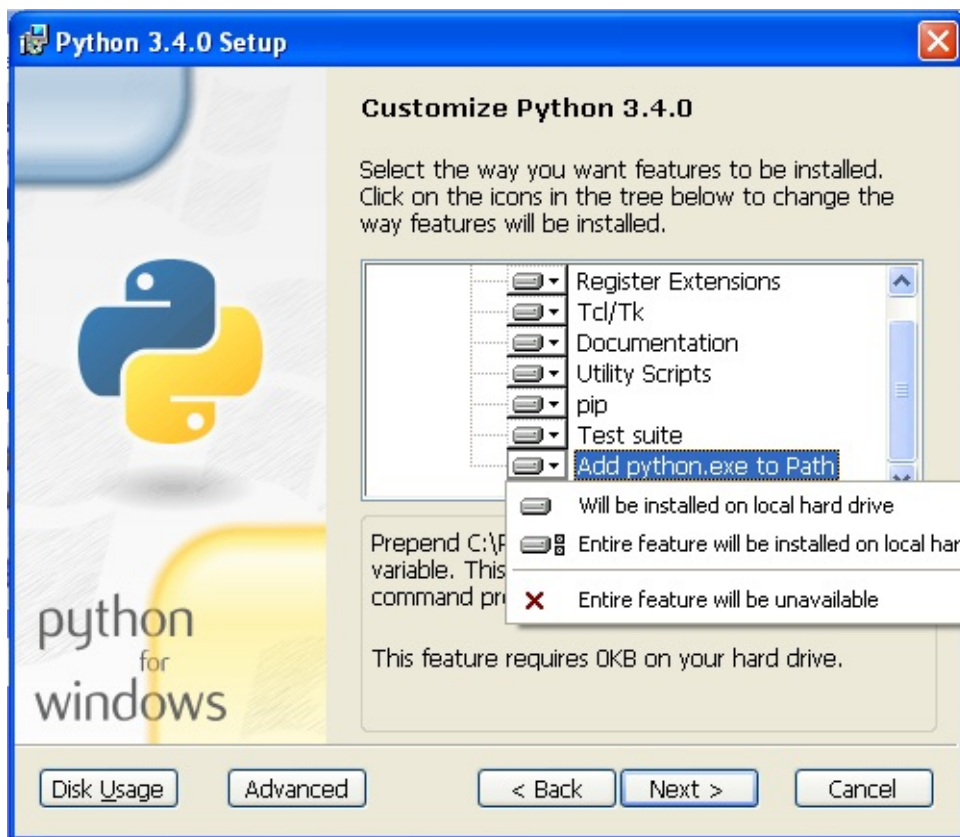 Python 3.4.0 Setup
Customize Python 3.4.0
Select the way you want features to be installed.
Click on the icons in the tree below to change the
way features will be installed.
Register Extensions
Tcl/Tk
Documentation
Utility Scripts
pip
Test suite
Add python.exe to Path
Will be installed on local hard drive
Entire feature will be installed on local har
Entire feature will be unavailable
Prepend C:\P
variable. This
command pro
This feature requires 0KB on your hard drive.
python
for
windows
Disk Usage
Advanced
< Back
Next >
Cancel